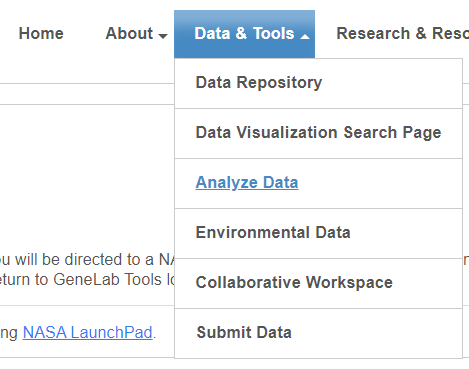 Home About Data & Tools Research & Reso
Data Repository
Data Visualization Search Page
Analyze Data
Environmental Data
Collaborative Workspace
Submit Data
u will be directed to a NA
eturn to GeneLab Tools
ng NASA LaunchPad.